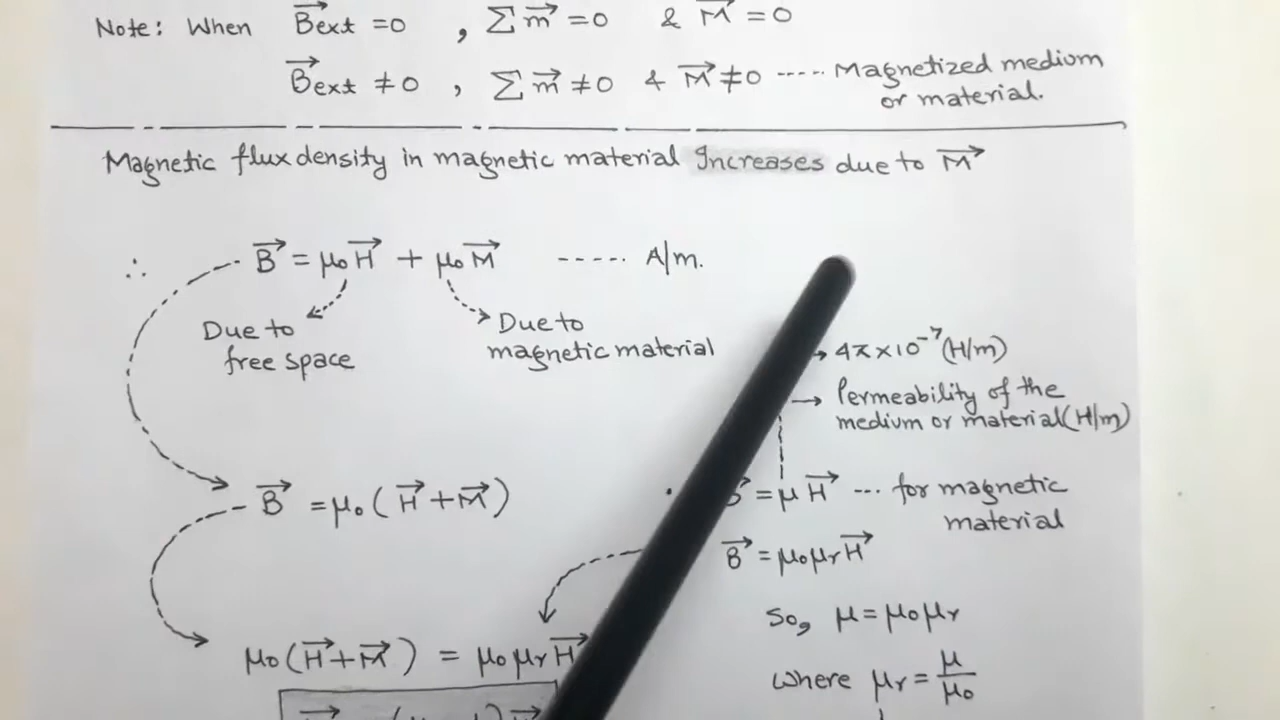 Note: When B⃗ext = 0 , Σm⃗ = 0 & M⃗ = 0
B⃗ext ≠ 0 , Σm⃗ ≠ 0 & M⃗ ≠ 0 ----- Magnetized medium
or material.
Magnetic flux density in magnetic material Increases due to M⃗
∴ B⃗ = μ₀H⃗ + μ₀M⃗ ----- A/m.
Due to
free space
Due to
magnetic material
→ 4π×10⁻⁷ (H/m)
→ Permeability of the
medium or material (H/m)
B⃗ = μ₀(H⃗ + M⃗)
B⃗ = μH⃗ --- for magnetic
material
B⃗ = μ₀μrH⃗
So, μ = μ₀μr
μ₀(H⃗ + M⃗) = μ₀μrH⃗
where μr = μ/μ₀